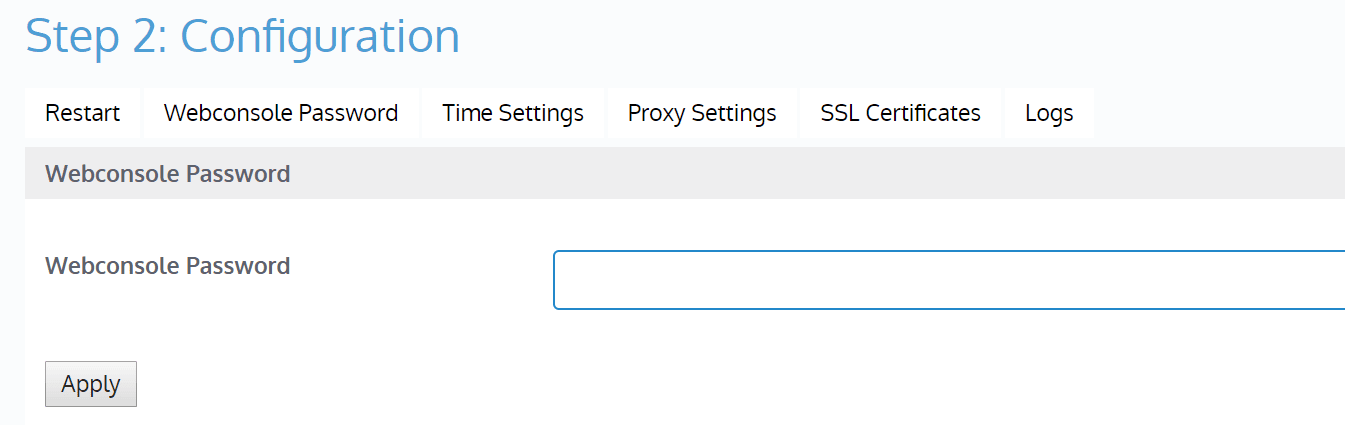 Step 2: Configuration
Restart Webconsole Password Time Settings Proxy Settings SSL Certificates Logs
Webconsole Password
Webconsole Password
Apply